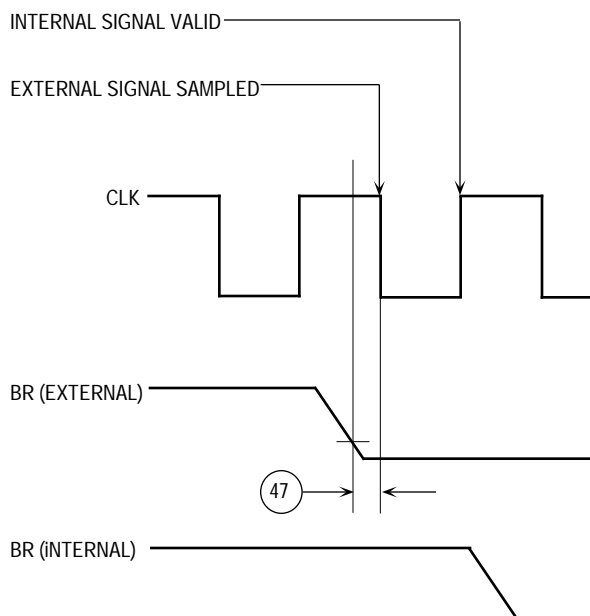 INTERNAL SIGNAL VALID
EXTERNAL SIGNAL SAMPLED
CLK
BR (EXTERNAL)
47
BR (iNTERNAL)